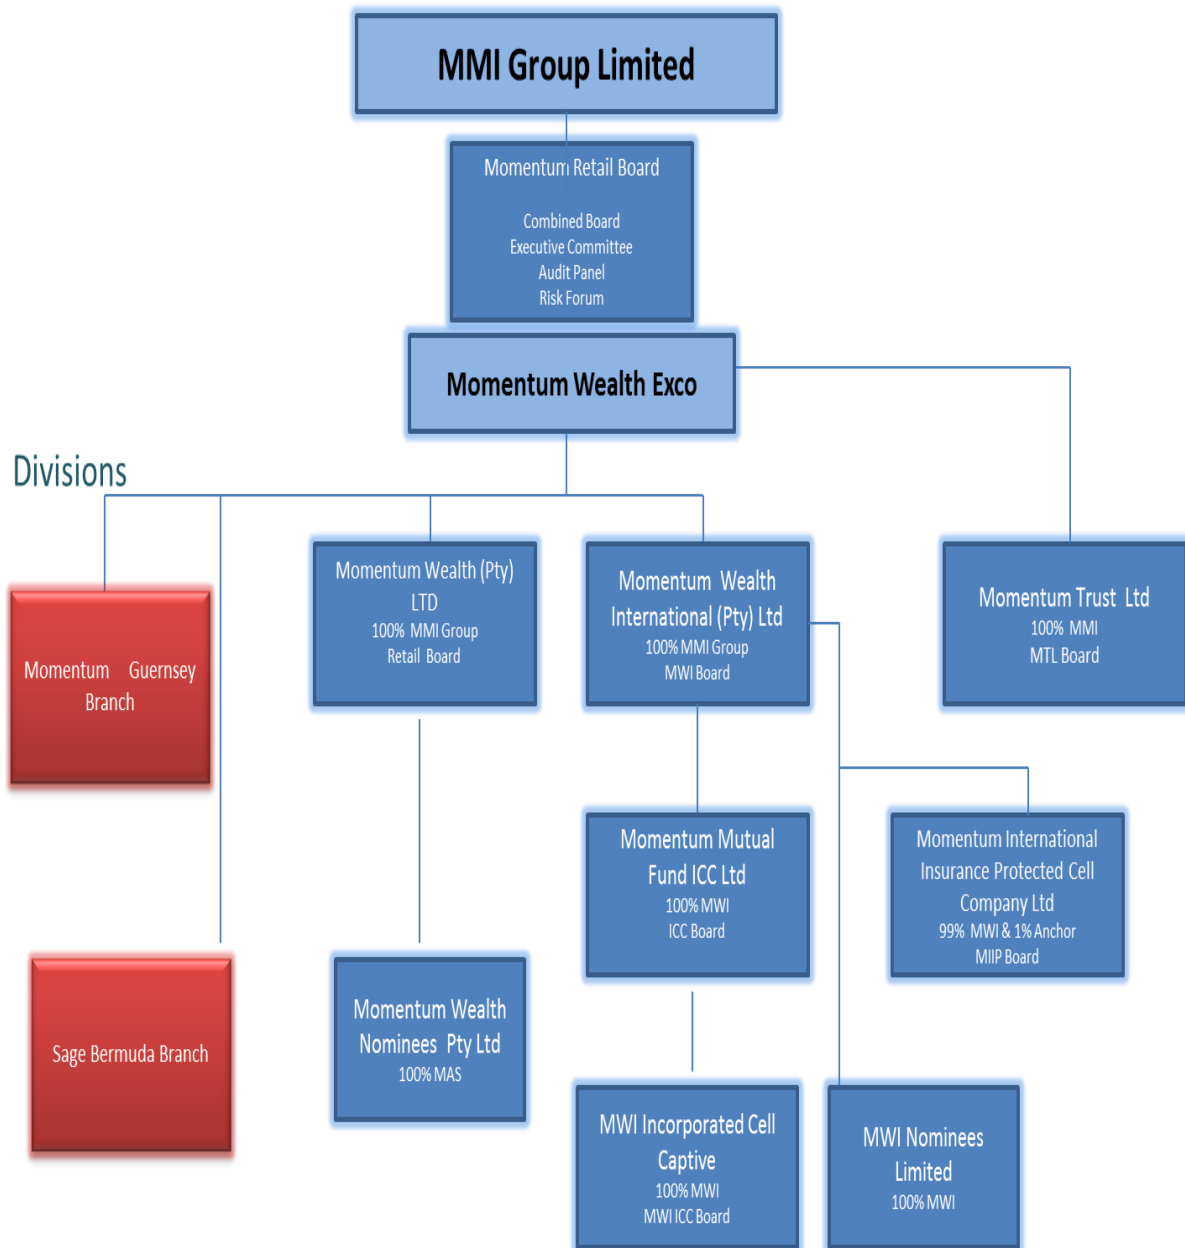 MMI Group Limited
Momentum Retail Board
Combined Board
Executive Committee
Audit Panel
Risk Forum
Momentum Wealth Exco
Divisions
Momentum Guernsey
Branch
Momentum Wealth (Pty)
LTD
100% MMI Group
Retail Board
Momentum Wealth
International (Pty) Ltd
100% MMI Group
MWI Board
Momentum Trust Ltd
100% MMI
MTL Board
Momentum Mutual
Fund ICC Ltd
100% MWI
ICC Board
Momentum International
Insurance Protected Cell
Company Ltd
99% MWI & 1% Anchor
MIIP Board
Sage Bermuda Branch
Momentum Wealth
Nominees Pty Ltd
100% MAS
MWI Incorporated Cell
Captive
100% MWI
MWI ICC Board
MWI Nominees
Limited
100% MWI